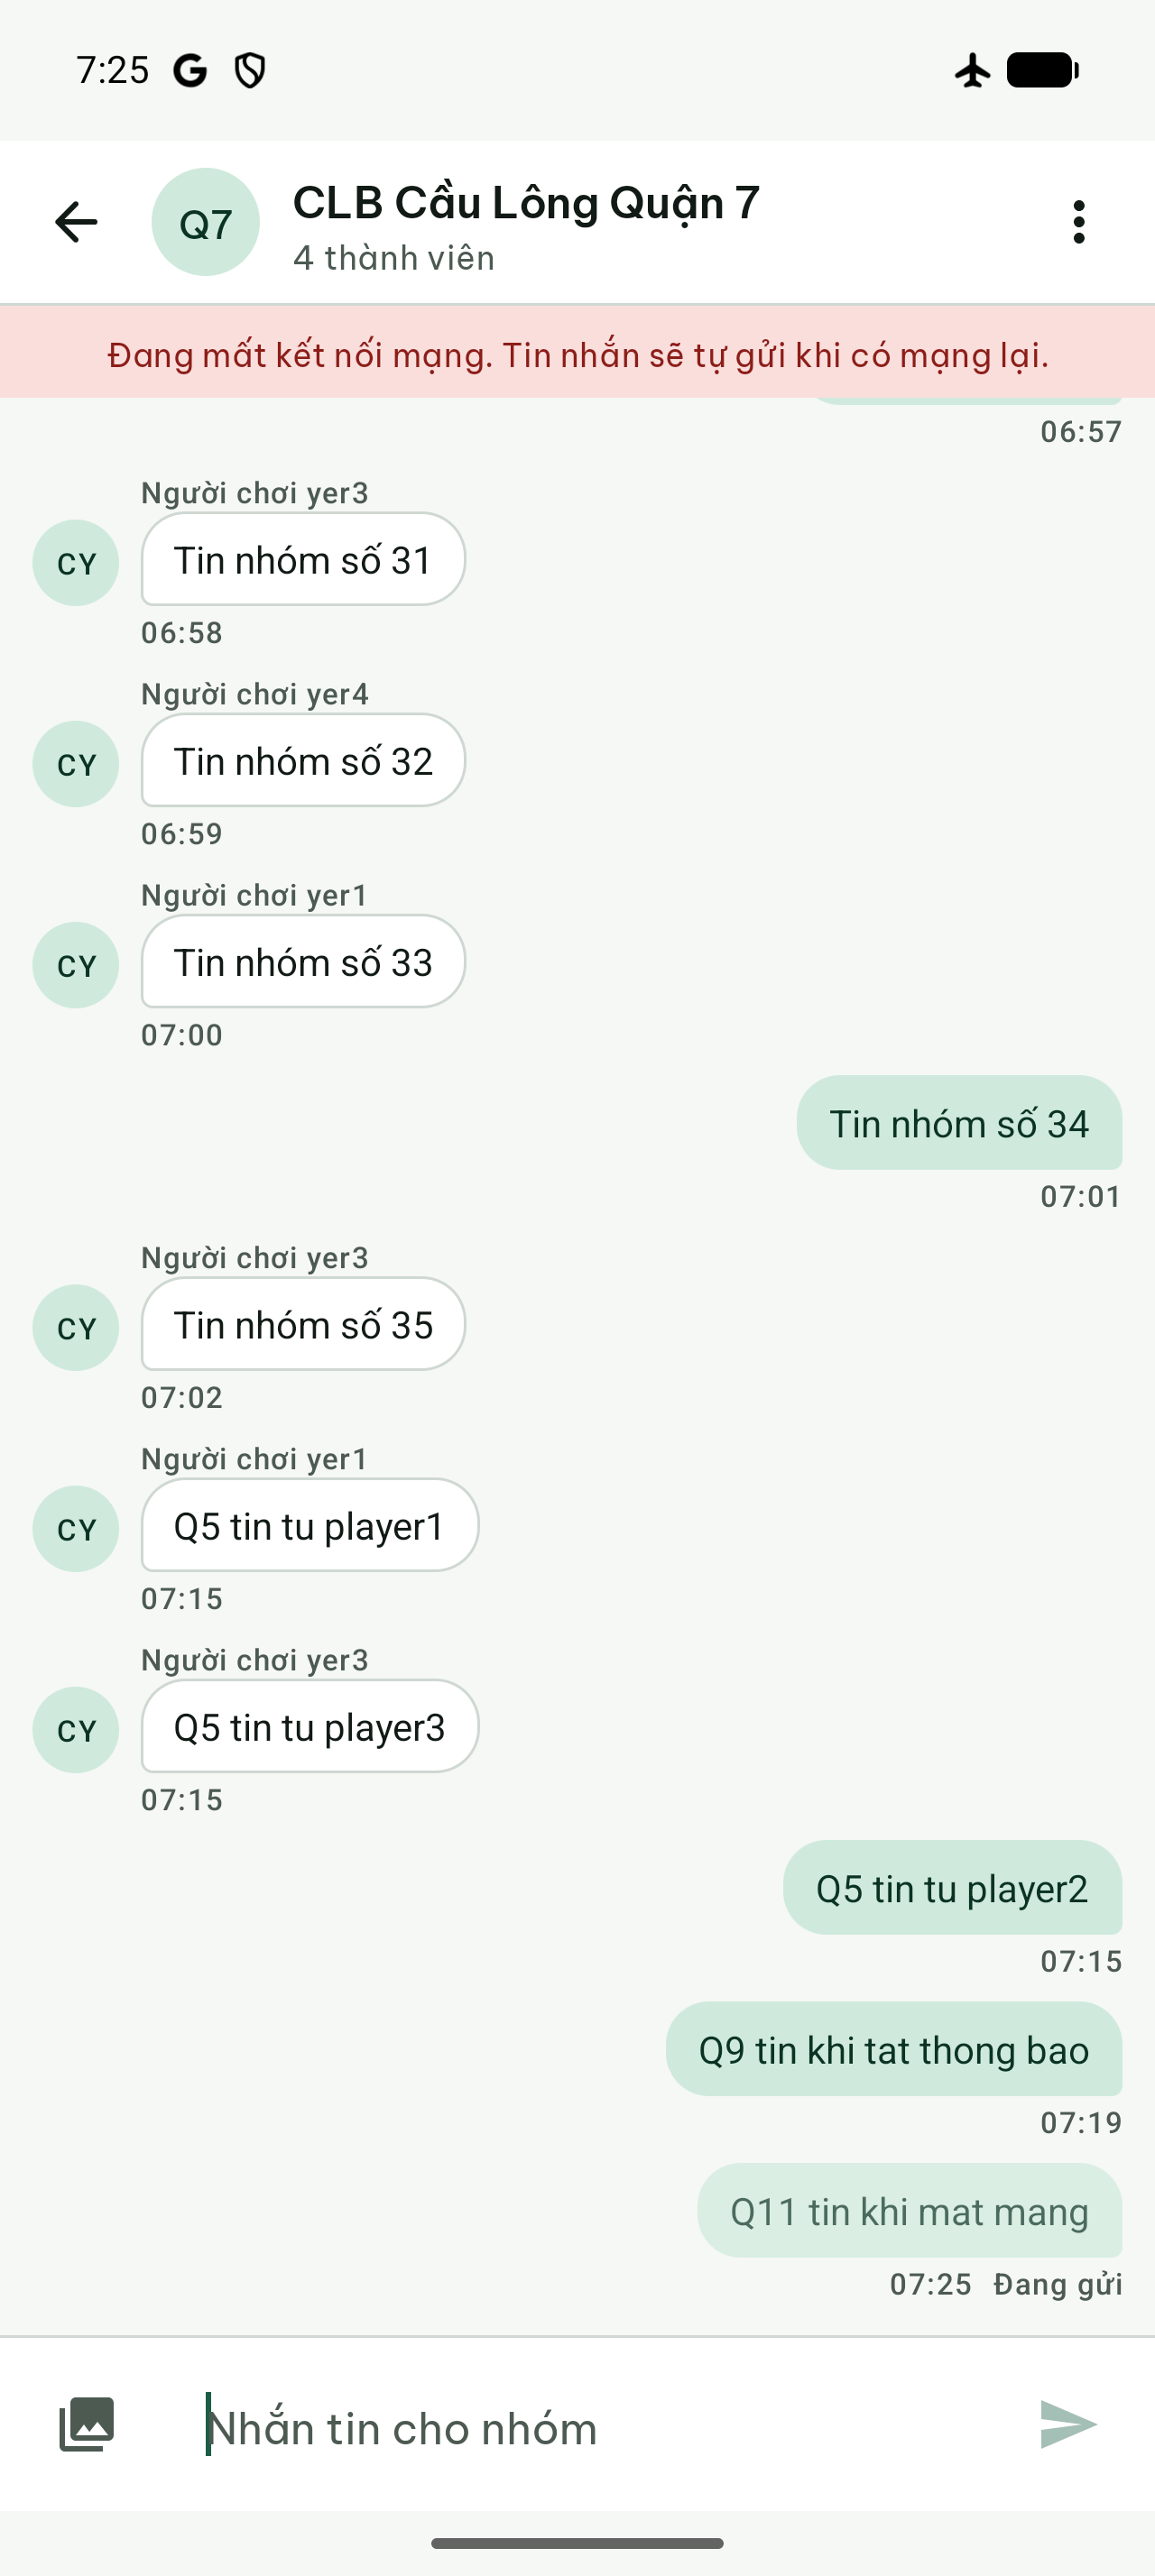 7:25
Q7
CLB Cầu Lông Quận 7
4 thành viên
Đang mất kết nối mạng. Tin nhắn sẽ tự gửi khi có mạng lại.
06:57
Người chơi yer3
CY
Tin nhóm số 31
06:58
Người chơi yer4
CY
Tin nhóm số 32
06:59
Người chơi yer1
CY
Tin nhóm số 33
07:00
Tin nhóm số 34
07:01
Người chơi yer3
CY
Tin nhóm số 35
07:02
Người chơi yer1
CY
Q5 tin tu player1
07:15
Người chơi yer3
CY
Q5 tin tu player3
07:15
Q5 tin tu player2
07:15
Q9 tin khi tat thong bao
07:19
Q11 tin khi mat mang
07:25 Đang gửi
Nhắn tin cho nhóm